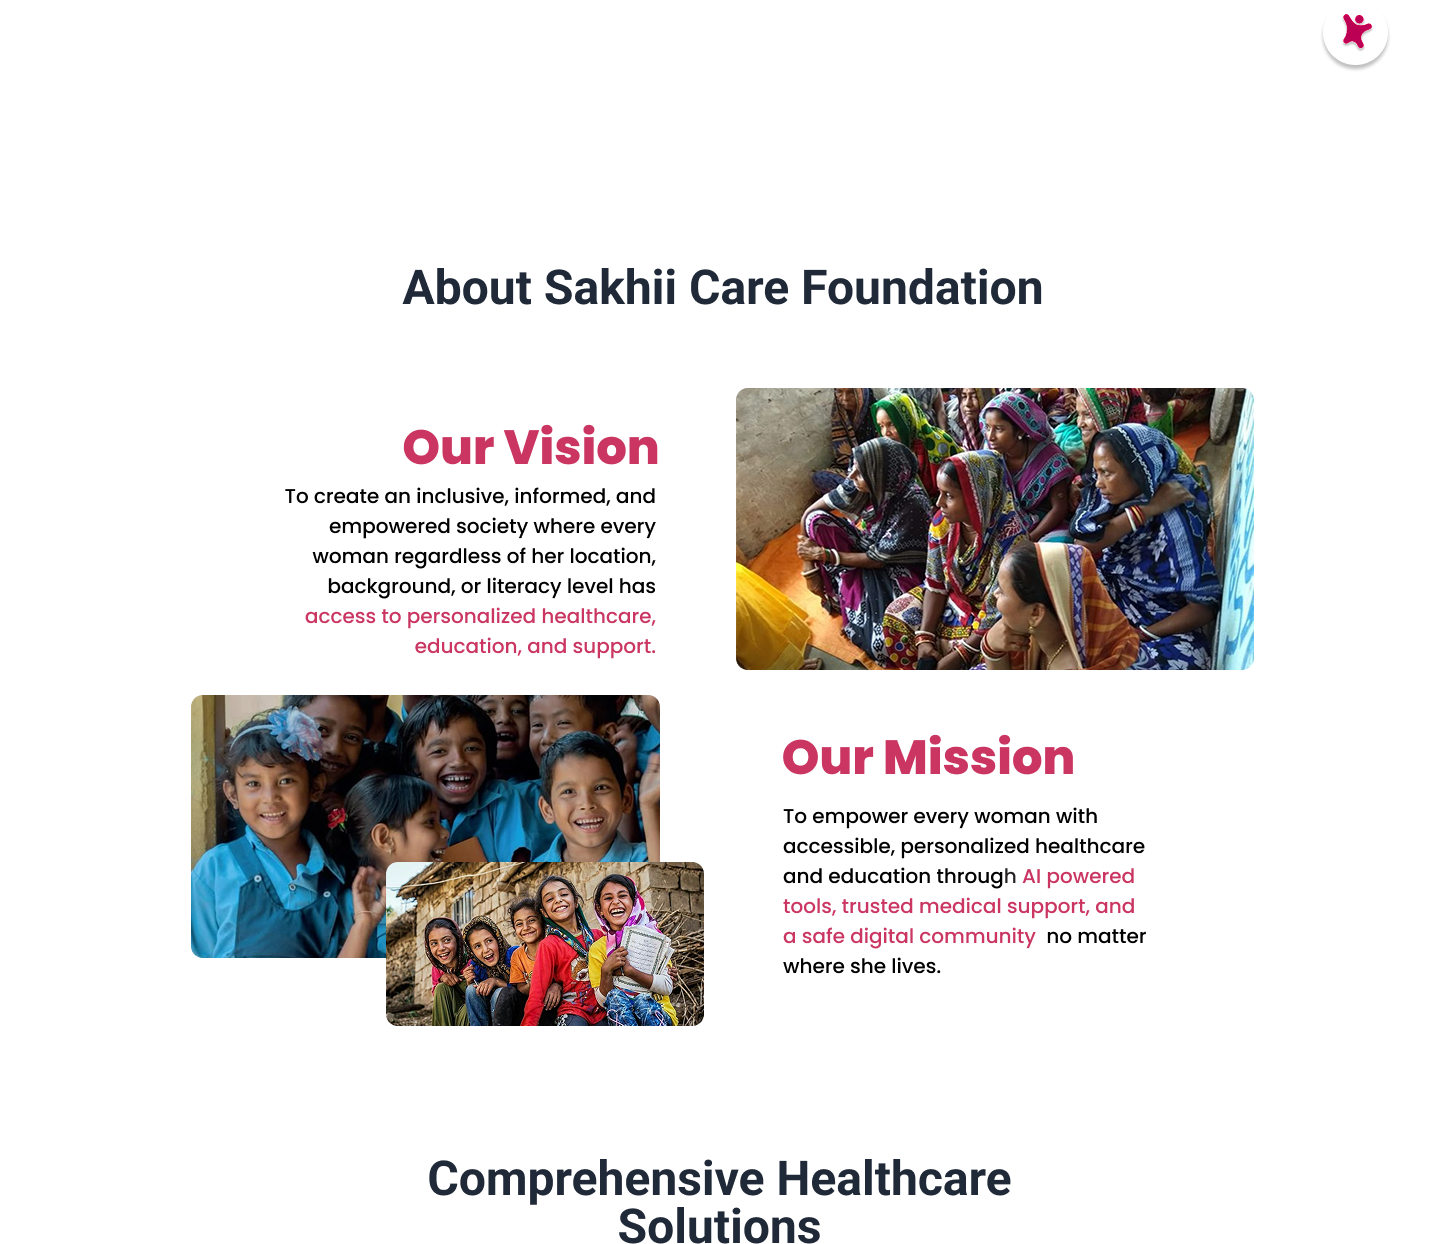 About Sakhii Care Foundation
Our Vision
To create an inclusive, informed, and
empowered society where every
woman regardless of her location,
background, or literacy level has
access to personalized healthcare,
education, and support.
Our Mission
To empower every woman with
accessible, personalized healthcare
and education through AI powered
tools, trusted medical support, and
a safe digital community  no matter
where she lives.
Comprehensive Healthcare
Solutions